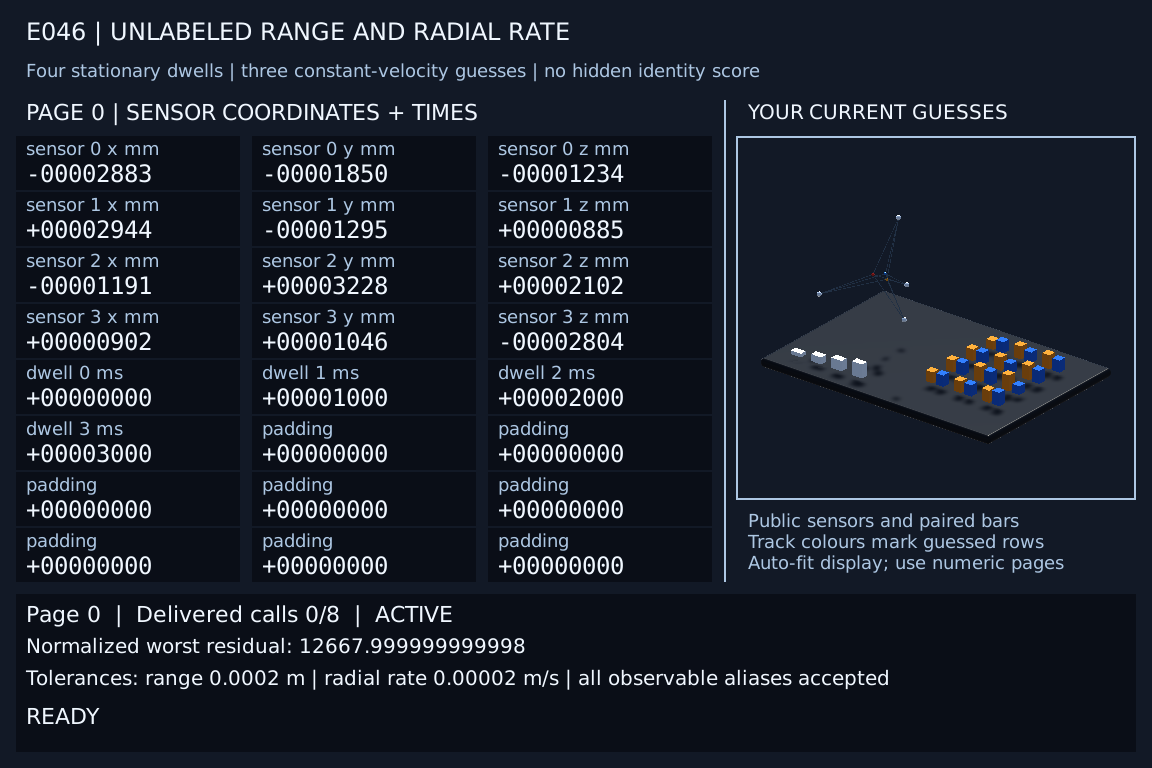 E046 | UNLABELED RANGE AND RADIAL RATE
Four stationary dwells | three constant-velocity guesses | no hidden identity score
PAGE 0 | SENSOR COORDINATES + TIMES
sensor 0 x mm sensor 0 y mm sensor 0 z mm
-00002883 -00001850 -00001234
sensor 1 x mm sensor 1 y mm sensor 1 z mm
+00002944 -00001295 +00000885
sensor 2 x mm sensor 2 y mm sensor 2 z mm
-00001191 +00003228 +00002102
sensor 3 x mm sensor 3 y mm sensor 3 z mm
+00000902 +00001046 -00002804
dwell 0 ms dwell 1 ms dwell 2 ms
+00000000 +00001000 +00002000
dwell 3 ms padding padding
+00003000 +00000000 +00000000
padding padding padding
+00000000 +00000000 +00000000
padding padding padding
+00000000 +00000000 +00000000
YOUR CURRENT GUESSES
Public sensors and paired bars
Track colours mark guessed rows
Auto-fit display; use numeric pages
Page 0 | Delivered calls 0/8 | ACTIVE
Normalized worst residual: 12667.999999999998
Tolerances: range 0.0002 m | radial rate 0.00002 m/s | all observable aliases accepted
READY